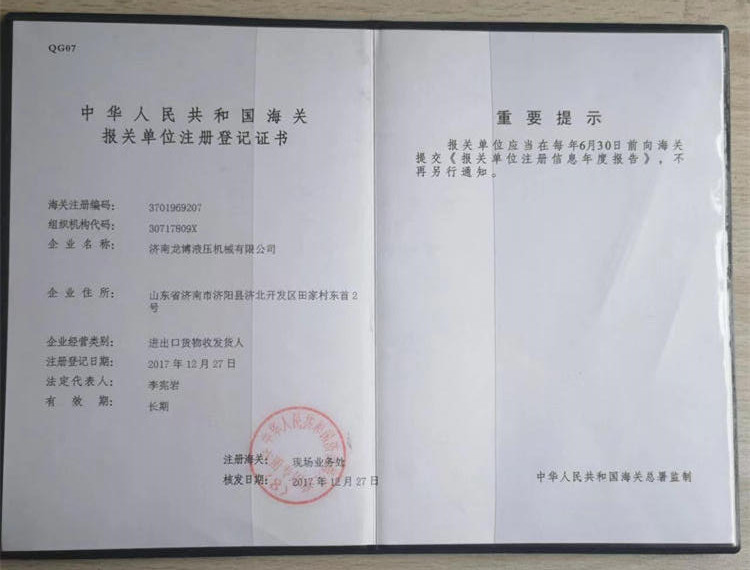 QG07
中华人民共和国海关
报关单位注册登记证书
海关注册编码： 3701969207
组织机构代码： 30717809X
企业名称： 济南龙博液压机械有限公司
企业住所： 山东省济南市济阳县济北开发区田家村东首2
号
企业经营类别： 进出口货物收发货人
注册登记日期： 2017年12月27日
法定代表人： 李宪岩
有效期： 长期
注册海关： 现场业务处
核发日期： 2017年12月27日
中华人民共和国
重要提示
报关单位应当在每年6月30日前向海关
提交《报关单位注册信息年度报告》，不
再另行通知。
中华人民共和国海关总署监制